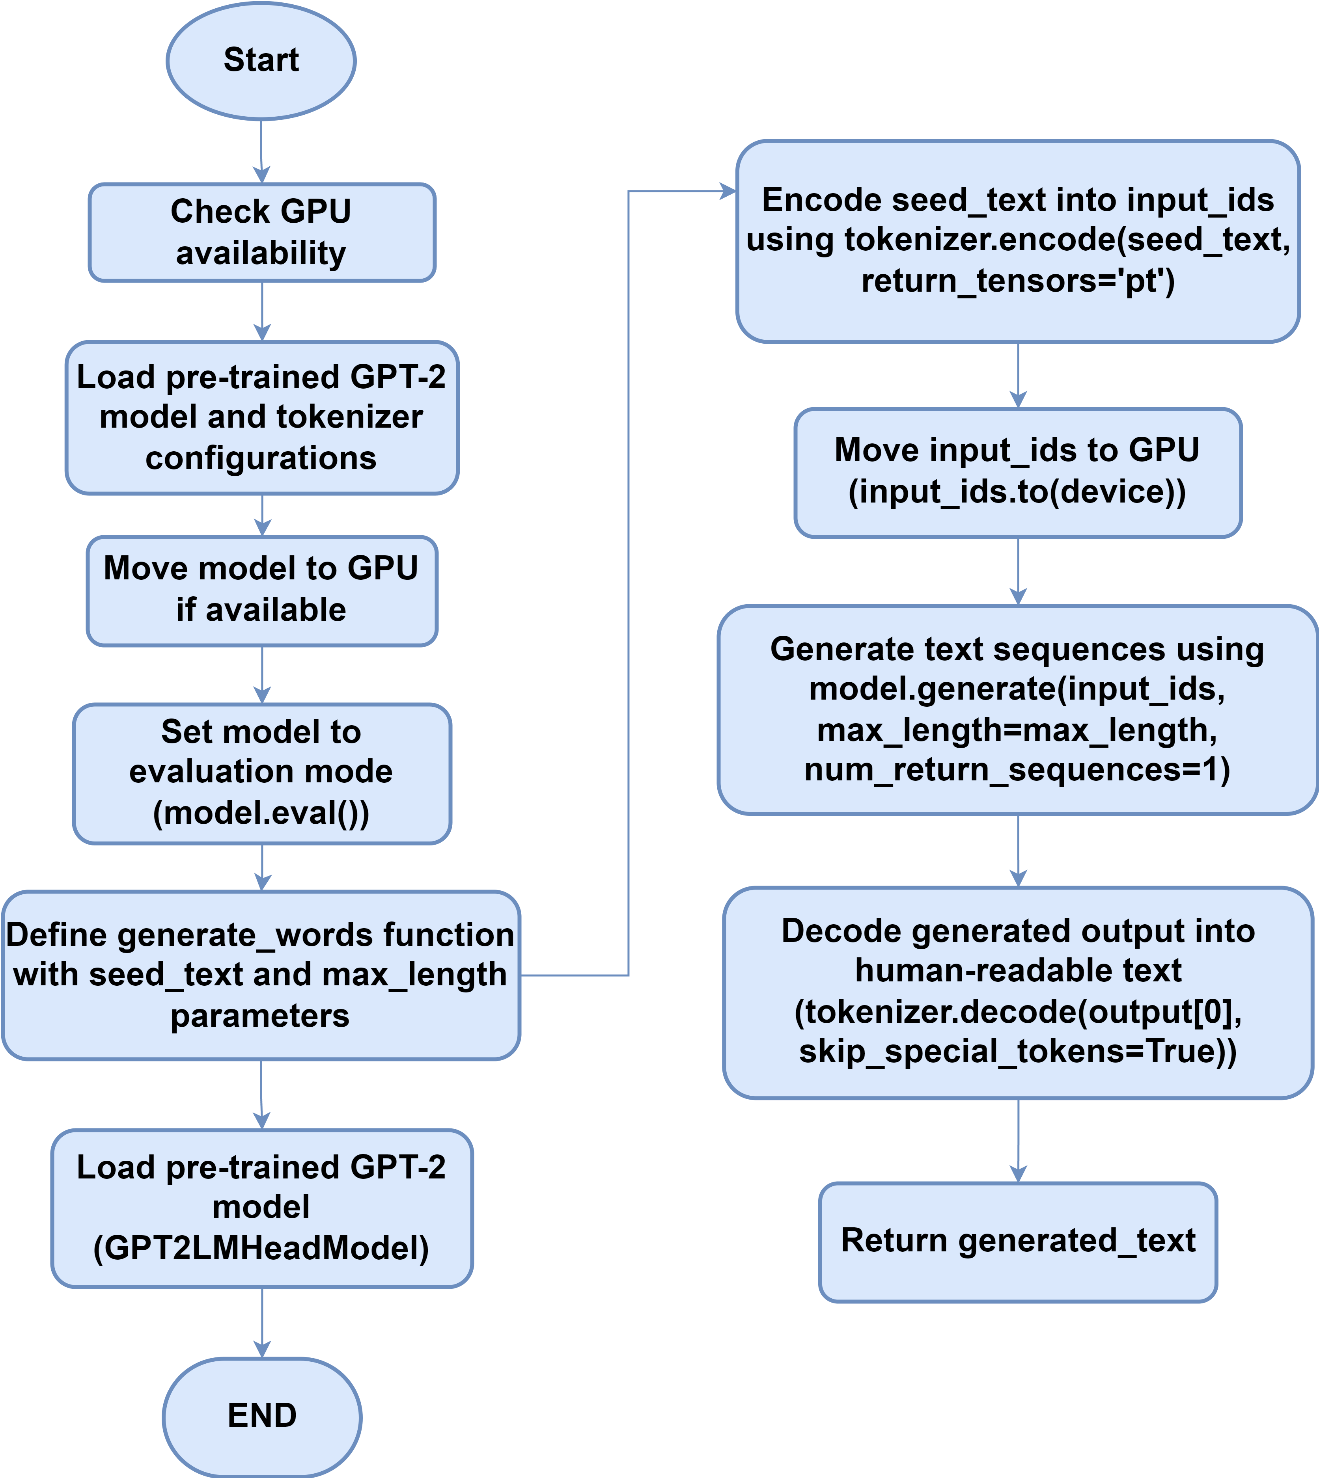 Start
Check GPU
availability
Load pre-trained GPT-2
model and tokenizer
configurations
Move model to GPU
if available
Set model to
evaluation mode
(model.eval())
Define generate_words function
with seed_text and max_length
parameters
Load pre-trained GPT-2
model
(GPT2LMHeadModel)
END
Encode seed_text into input_ids
using tokenizer.encode(seed_text,
return_tensors='pt')
Move input_ids to GPU
(input_ids.to(device))
Generate text sequences using
model.generate(input_ids,
max_length=max_length,
num_return_sequences=1)
Decode generated output into
human-readable text
(tokenizer.decode(output[0],
skip_special_tokens=True))
Return generated_text